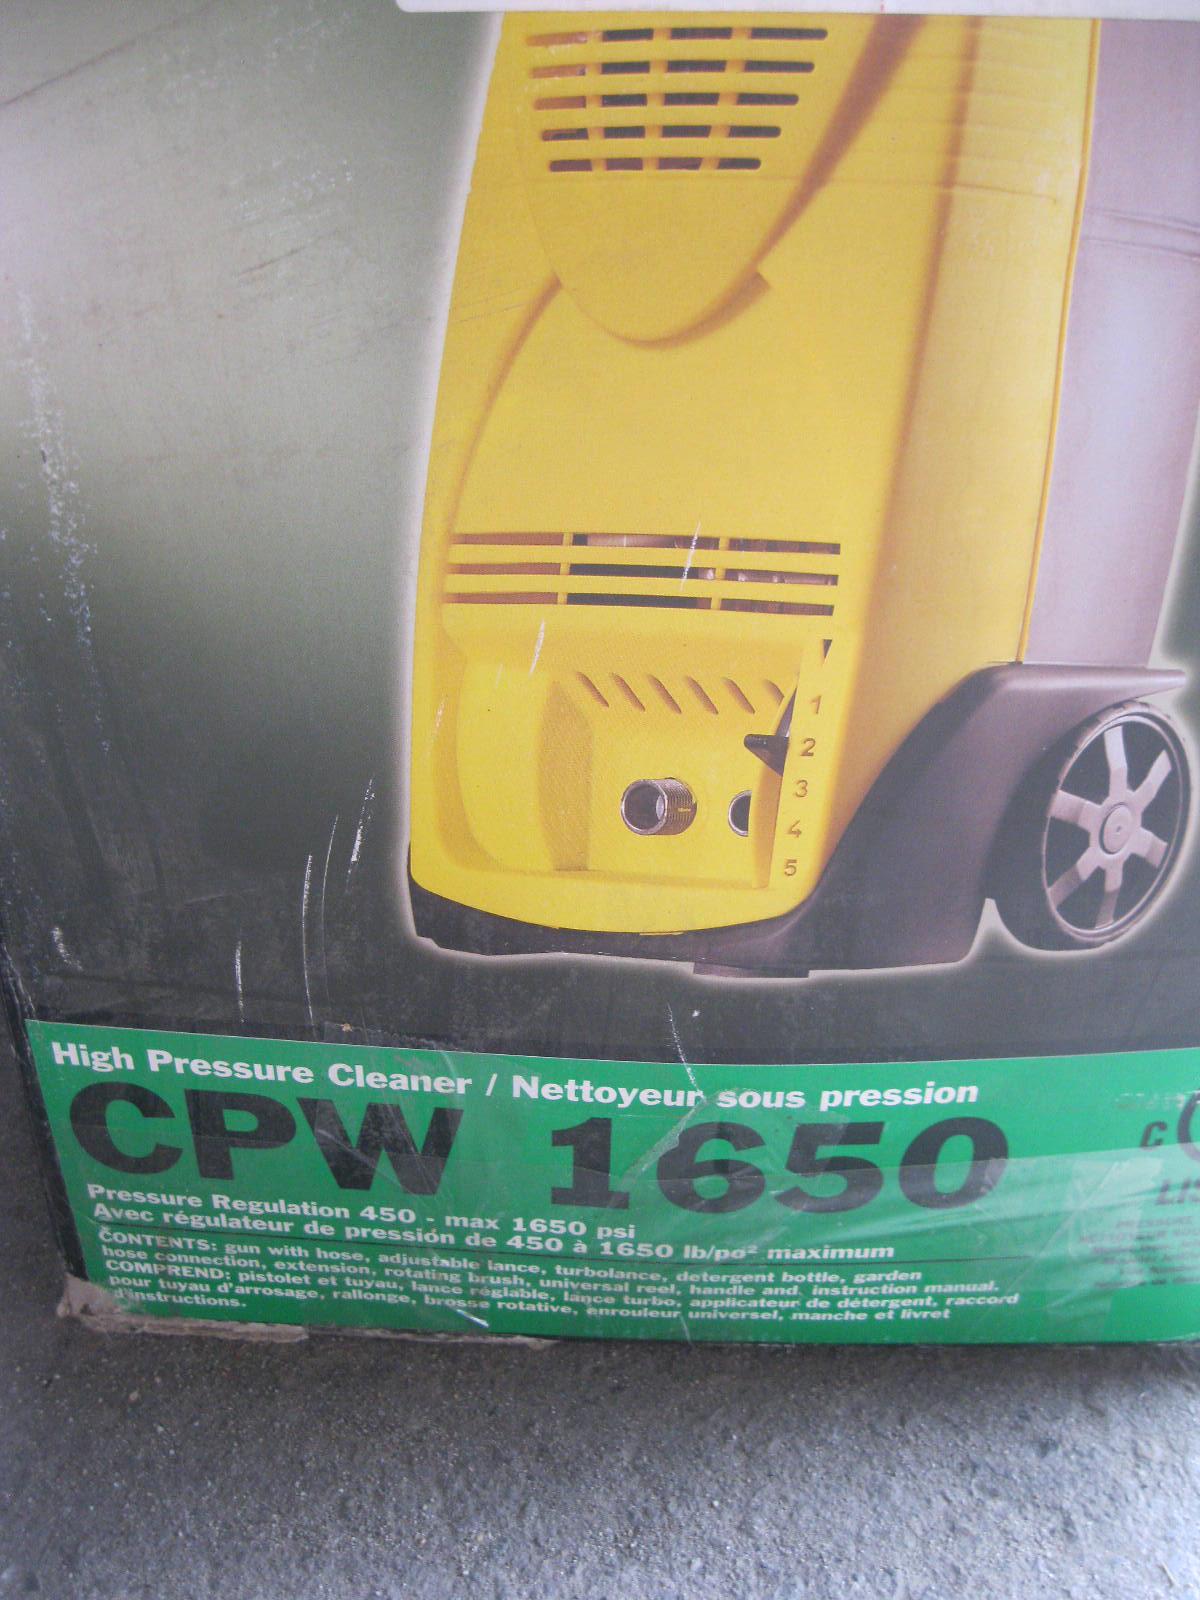 1
2
3
4
5
High Pressure Cleaner / Nettoyeur sous pression
CPW 1650
Pressure Regulation 450 - max 1650 psi
Avec régulateur de pression de 450 à 1650 lb/po² maximum
CONTENTS: gun with hose, adjustable lance, turbolance, detergent bottle, garden
hose connection, extension, rotating brush, universal reel, handle and instruction manual.
COMPREND: pistolet et tuyau, lance réglable, lance turbo, applicateur de détergent, raccord
pour tuyau d'arrosage, rallonge, brosse rotative, enrouleur universel, manche et livret
d'instructions.
C